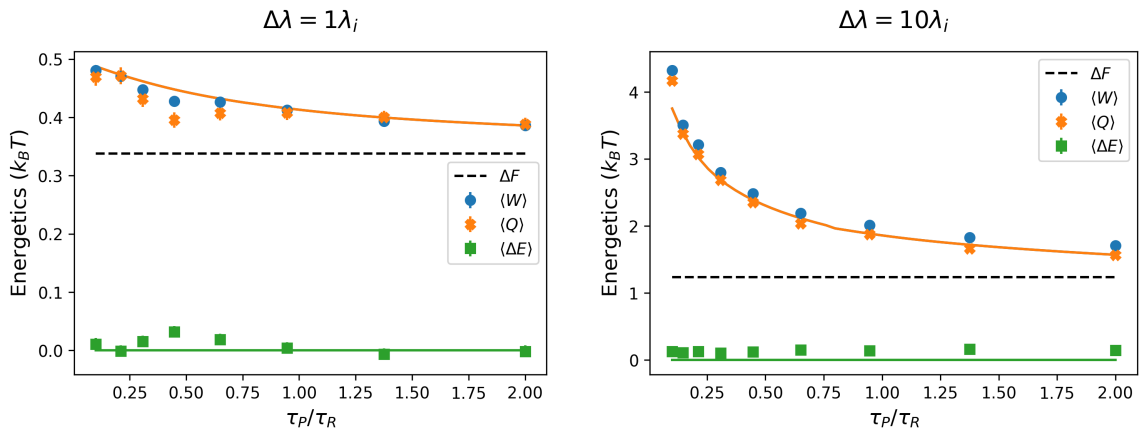 Δλ = 1λᵢ
Energetics (k_BT)
0.5
0.4
0.3
0.2
0.1
0.0
ΔF
⟨W⟩
⟨Q⟩
⟨ΔE⟩
0.25 0.50 0.75 1.00 1.25 1.50 1.75 2.00
τ_P/τ_R
Δλ = 10λᵢ
Energetics (k_BT)
4
3
2
1
0
ΔF
⟨W⟩
⟨Q⟩
⟨ΔE⟩
0.25 0.50 0.75 1.00 1.25 1.50 1.75 2.00
τ_P/τ_R